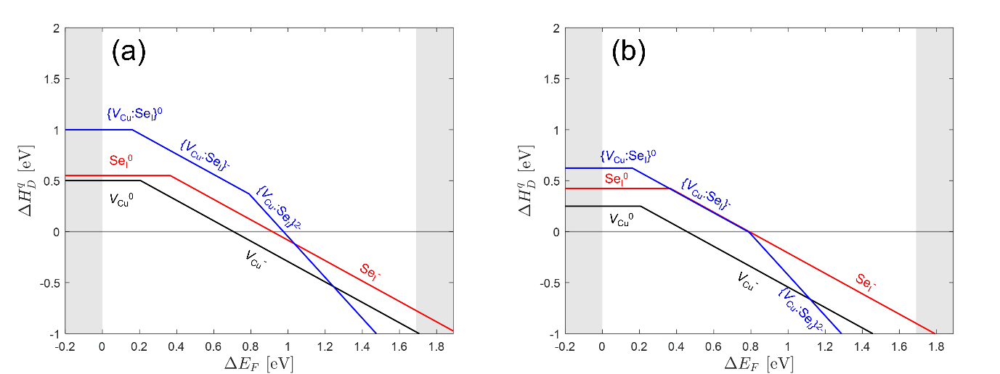 (a)
2
1.5
1
0.5
0
-0.5
-1
ΔH_D^q [eV]
{V_Cu:Se_I}^0
Se_I^0
V_Cu^0
{V_Cu:Se_I}^-
{V_Cu:Se_I}^2-
V_Cu^-
Se_I^-
-0.2 0 0.2 0.4 0.6 0.8 1 1.2 1.4 1.6 1.8
ΔE_F [eV]
(b)
2
1.5
1
0.5
0
-0.5
-1
ΔH_D^q [eV]
{V_Cu:Se_I}^0
Se_I^0
V_Cu^0
{V_Cu:Se_I}^-
V_Cu^-
{V_Cu:Se_I}^2-
Se_I^-
-0.2 0 0.2 0.4 0.6 0.8 1 1.2 1.4 1.6 1.8
ΔE_F [eV]